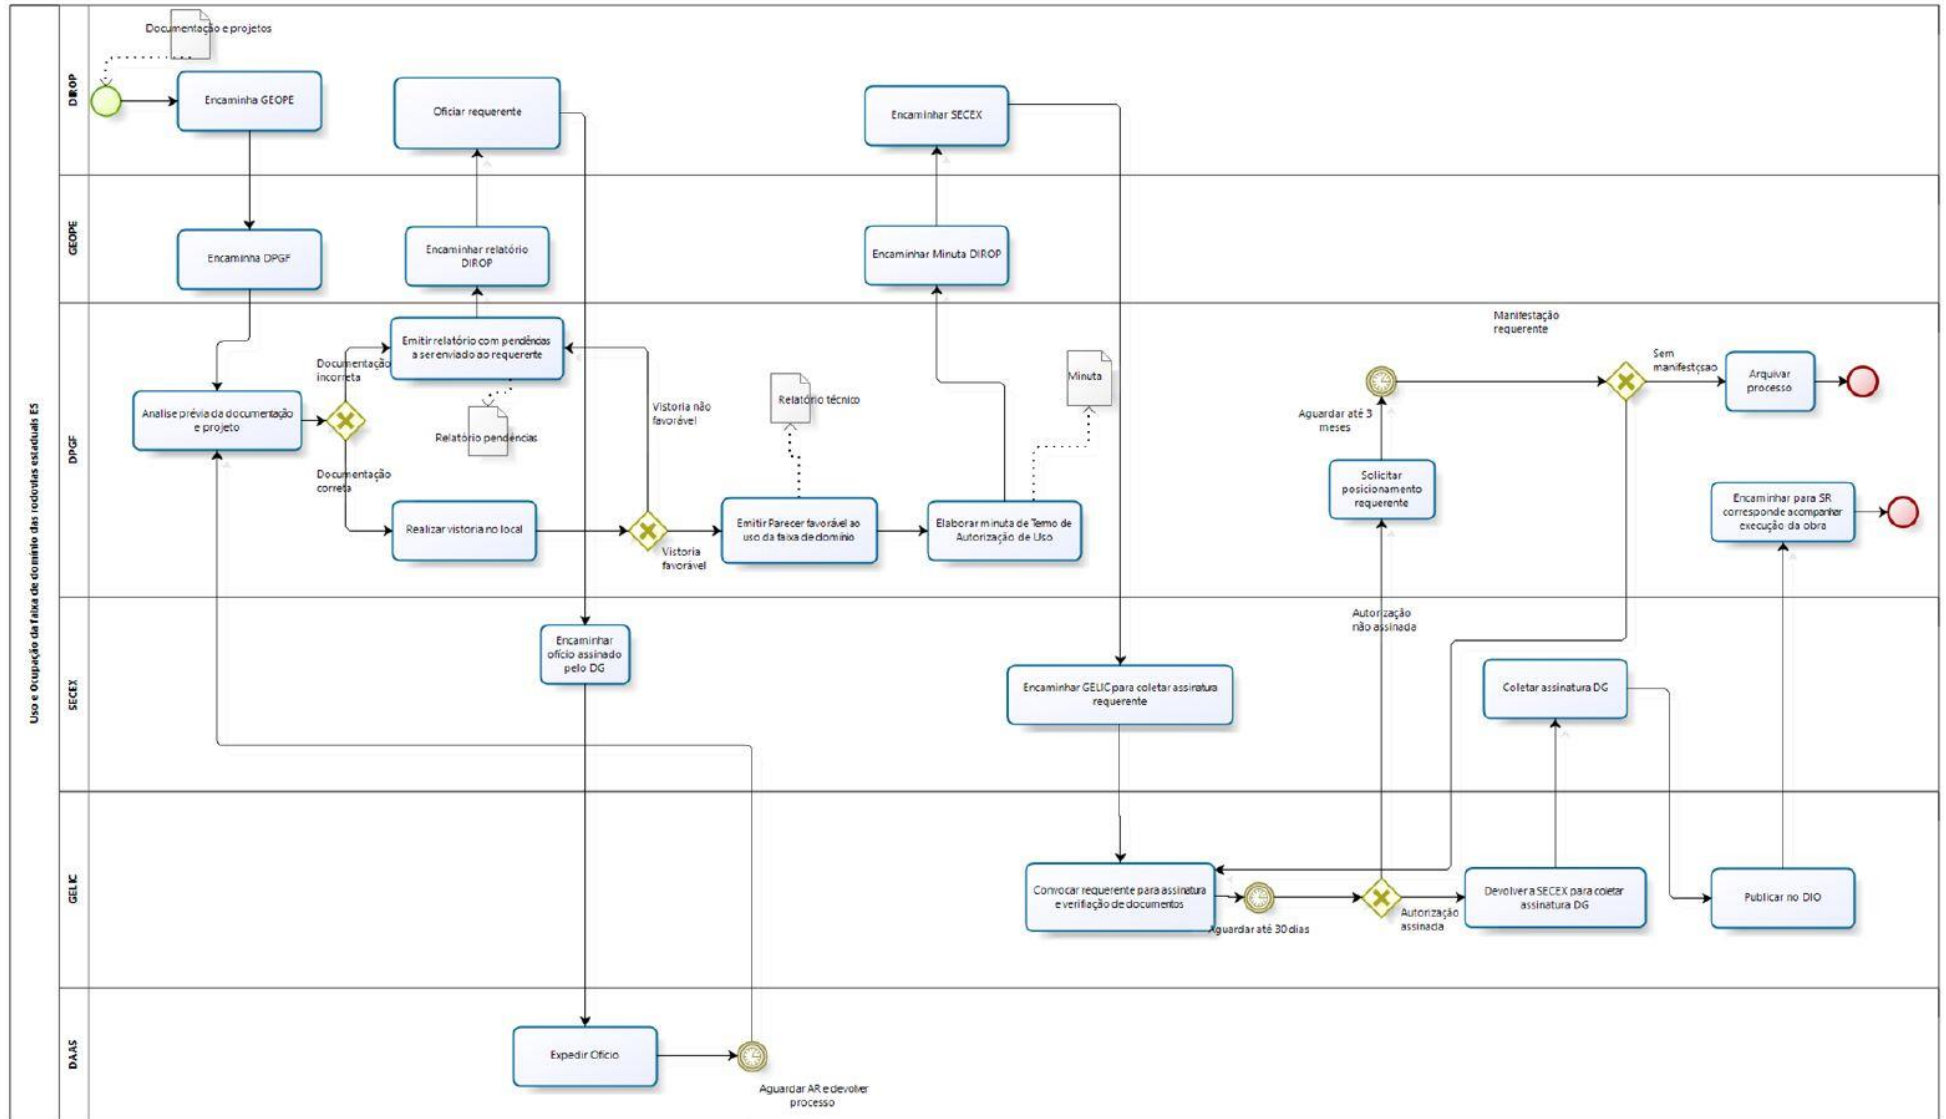 Uso e Ocupação da faixa de domínio das rodovias estaduais ES
DIROP
Documentação e projetos
Encaminha GEOPE
Oficiar requerente
Encaminhar SECEX
GEOPE
Encaminha DPGF
Encaminhar relatório
DIROP
Encaminhar Minuta DIROP
DPGF
Analise prévia da documentação
e projeto
Documentação
incorreta
Documentação
correta
Emitir relatório com pendências
a ser enviado ao requerente
Relatório pendências
Realizar vistoria no local
Vistoria não
favorável
Vistoria
favorável
Relatório técnico
Emitir Parecer favorável ao
uso da faixa de domínio
Minuta
Elaborar minuta de Termo de
Autorização de Uso
Aguardar até 3
meses
Solicitar
posicionamento
requerente
Manifestação
requerente
Sem
manifestçsao
Arquivar
processo
Encaminhar para SR
corresponde acompanhar
execução da obra
SECEX
Encaminhar
ofício assinado
pelo DG
Encaminhar GELIC para coletar assinatura
requerente
Autorização
não assinada
Coletar assinatura DG
GELIC
Convocar requerente para assinatura
e verifiação de documentos
Aguardar até 30 dias
Autorização
assinada
Devolver a SECEX para coletar
assinatura DG
Publicar no DIO
DAAS
Expedir Ofício
Aguardar AR e devolver
processo